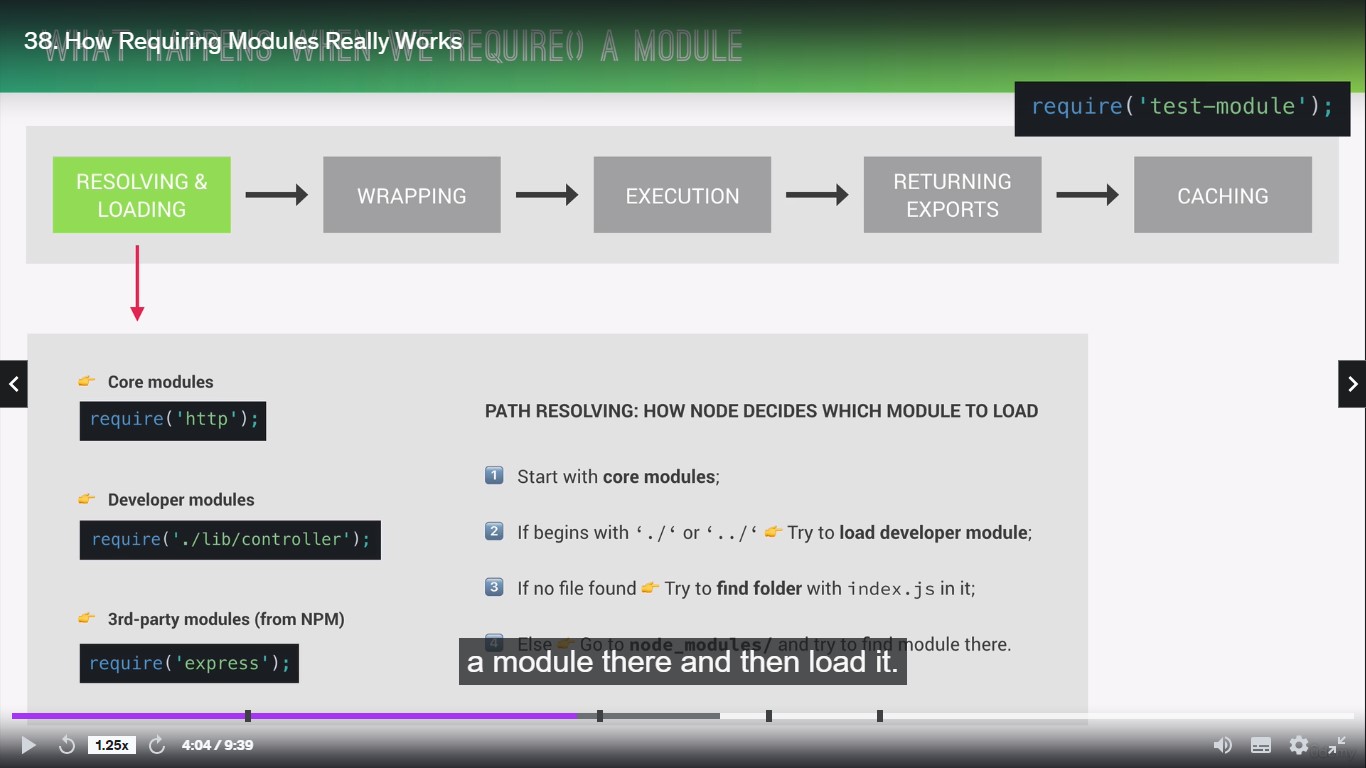 38. How Requiring Modules Really Works
WHAT HAPPENS WHEN WE REQUIRE() A MODULE
require('test-module');
RESOLVING &
LOADING
WRAPPING
EXECUTION
RETURNING
EXPORTS
CACHING
Core modules
require('http');
Developer modules
require('./lib/controller');
3rd-party modules (from NPM)
require('express');
PATH RESOLVING: HOW NODE DECIDES WHICH MODULE TO LOAD
1 Start with core modules;
2 If begins with ‘./‘ or ‘../‘ 👉 Try to load developer module;
3 If no file found 👉 Try to find folder with index.js in it;
4 Else 👉 Go to node_modules/ and try to find module there.
a module there and then load it.
1.25x
4:04 / 9:39